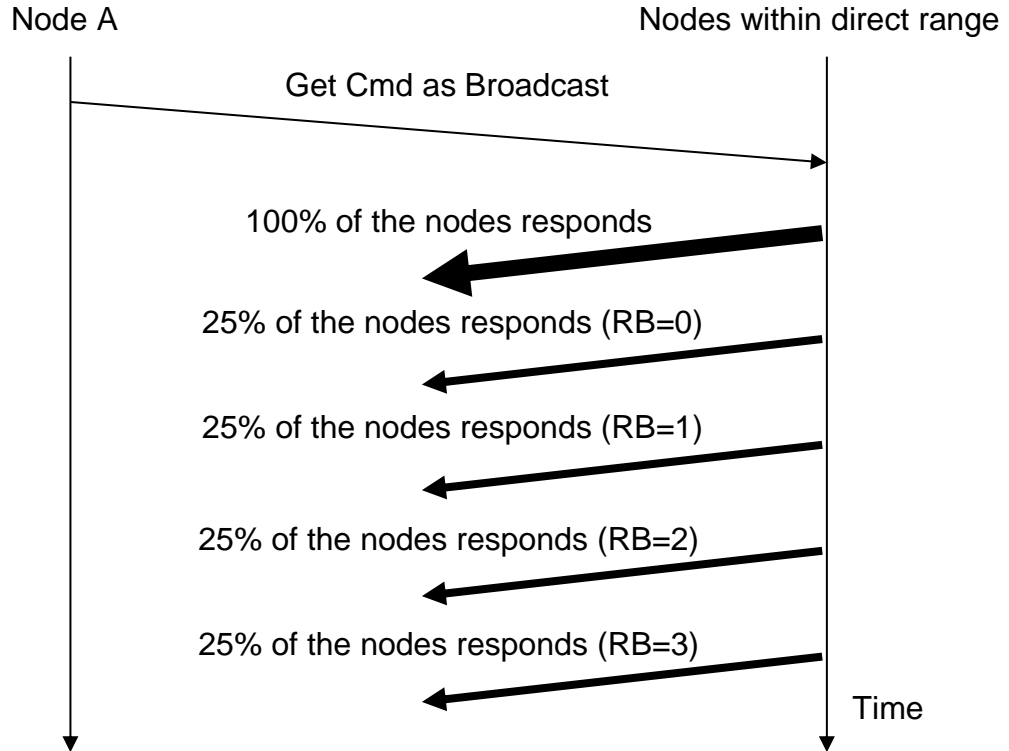 Node A
Nodes within direct range
Get Cmd as Broadcast
100% of the nodes responds
25% of the nodes responds (RB=0)
25% of the nodes responds (RB=1)
25% of the nodes responds (RB=2)
25% of the nodes responds (RB=3)
Time